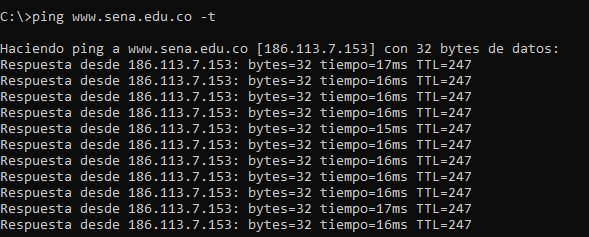 C:\>ping www.sena.edu.co -t
Haciendo ping a www.sena.edu.co [186.113.7.153] con 32 bytes de datos:
Respuesta desde 186.113.7.153: bytes=32 tiempo=17ms TTL=247
Respuesta desde 186.113.7.153: bytes=32 tiempo=16ms TTL=247
Respuesta desde 186.113.7.153: bytes=32 tiempo=16ms TTL=247
Respuesta desde 186.113.7.153: bytes=32 tiempo=16ms TTL=247
Respuesta desde 186.113.7.153: bytes=32 tiempo=15ms TTL=247
Respuesta desde 186.113.7.153: bytes=32 tiempo=16ms TTL=247
Respuesta desde 186.113.7.153: bytes=32 tiempo=16ms TTL=247
Respuesta desde 186.113.7.153: bytes=32 tiempo=16ms TTL=247
Respuesta desde 186.113.7.153: bytes=32 tiempo=16ms TTL=247
Respuesta desde 186.113.7.153: bytes=32 tiempo=17ms TTL=247
Respuesta desde 186.113.7.153: bytes=32 tiempo=16ms TTL=247